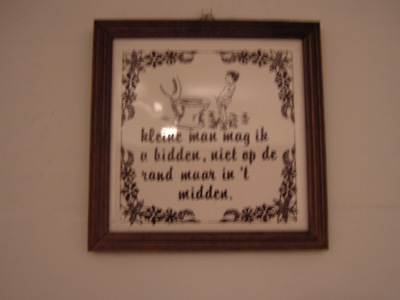 kleine man mag ik
u bidden, niet op de
rand maar in 't
midden.